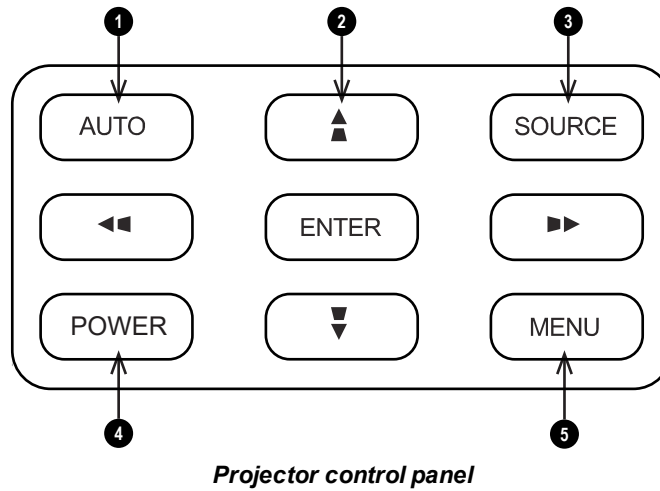 1 2 3
AUTO SOURCE
ENTER
POWER MENU
4 5
Projector control panel